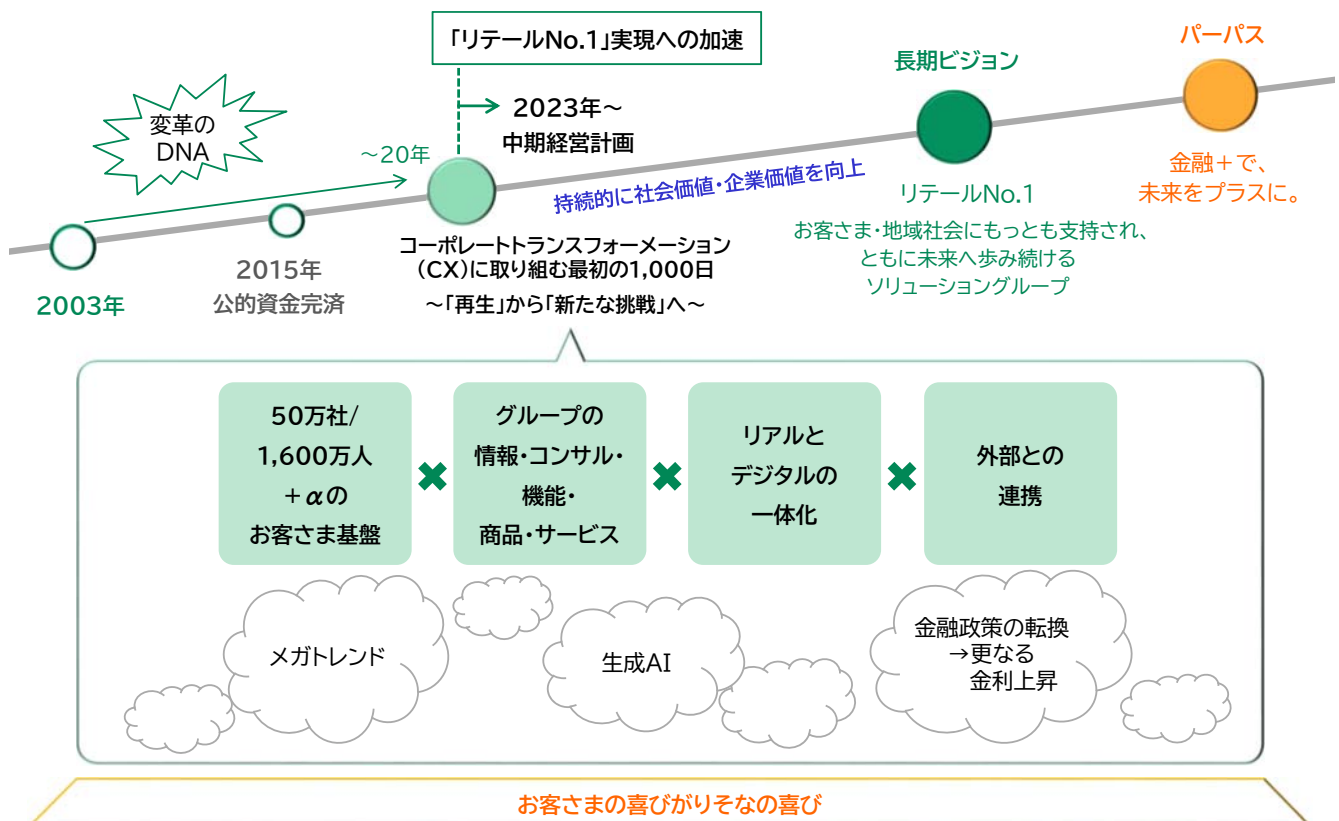 「リテールNo.1」実現への加速
パーパス
長期ビジョン
変革の
DNA
～20年
2023年～
中期経営計画
持続的に社会価値・企業価値を向上
金融＋で、
未来をプラスに。
リテールNo.1
お客さま・地域社会にもっとも支持され、
ともに未来へ歩み続ける
ソリューショングループ
2003年
2015年
公的資金完済
コーポレートトランスフォーメーション
（CX）に取り組む最初の1,000日
～「再生」から「新たな挑戦」へ～
50万社/
1,600万人
＋αの
お客さま基盤
グループの
情報・コンサル・
機能・
商品・サービス
リアルと
デジタルの
一体化
外部との
連携
メガトレンド
生成AI
金融政策の転換
→更なる
金利上昇
お客さまの喜びがりそなの喜び